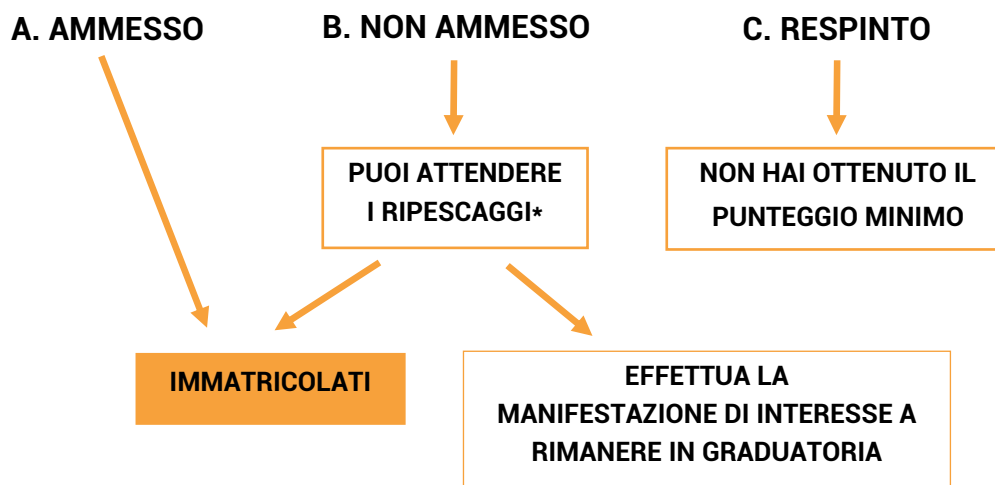 A. AMMESSO
B. NON AMMESSO
C. RESPINTO
PUOI ATTENDERE
I RIPESCAGGI*
NON HAI OTTENUTO IL
PUNTEGGIO MINIMO
IMMATRICOLATI
EFFETTUA LA
MANIFESTAZIONE DI INTERESSE A
RIMANERE IN GRADUATORIA